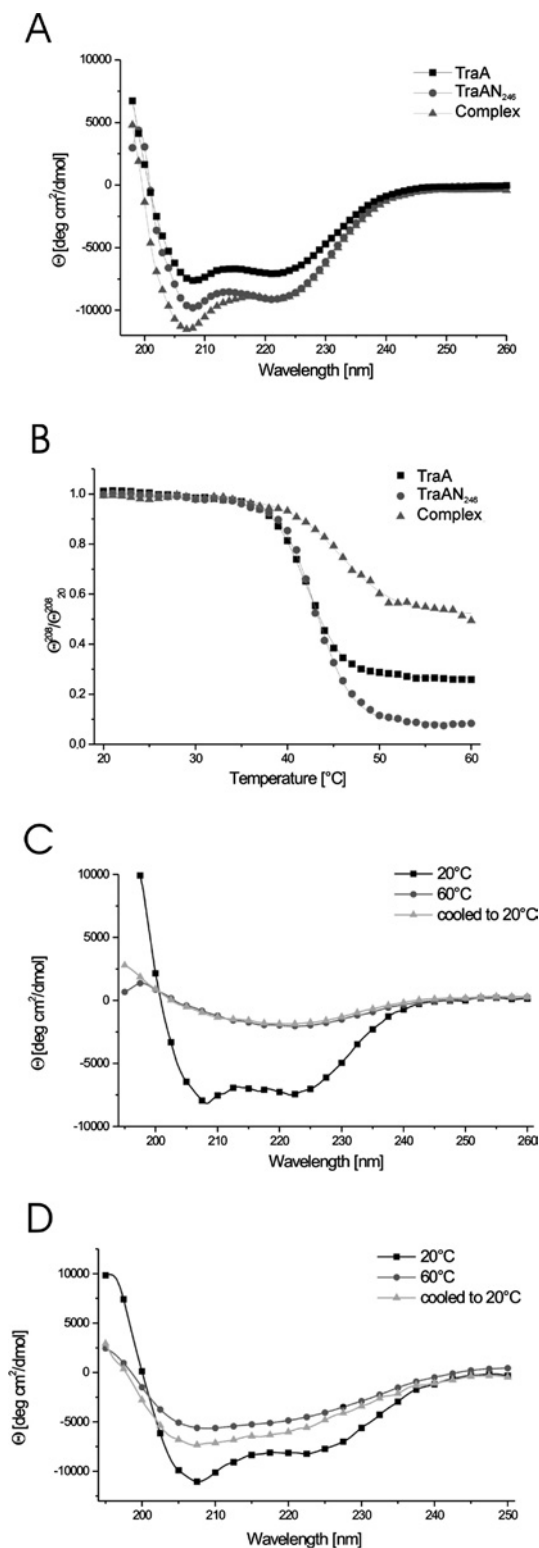 A
10000
5000
0
-5000
-10000
Θ [deg cm²/dmol]
TraA
TraAN₂₄₆
Complex
200 210 220 230 240 250 260
Wavelength [nm]
B
1.0
0.8
0.6
0.4
0.2
0.0
Θ²⁰⁸/Θ²⁰⁸₂₀
TraA
TraAN₂₄₆
Complex
20 30 40 50 60
Temperature [°C]
C
10000
5000
0
-5000
-10000
Θ [deg cm²/dmol]
20°C
60°C
cooled to 20°C
200 210 220 230 240 250 260
Wavelength [nm]
D
10000
5000
0
-5000
-10000
Θ [deg cm²/dmol]
20°C
60°C
cooled to 20°C
200 210 220 230 240 250
Wavelength [nm]